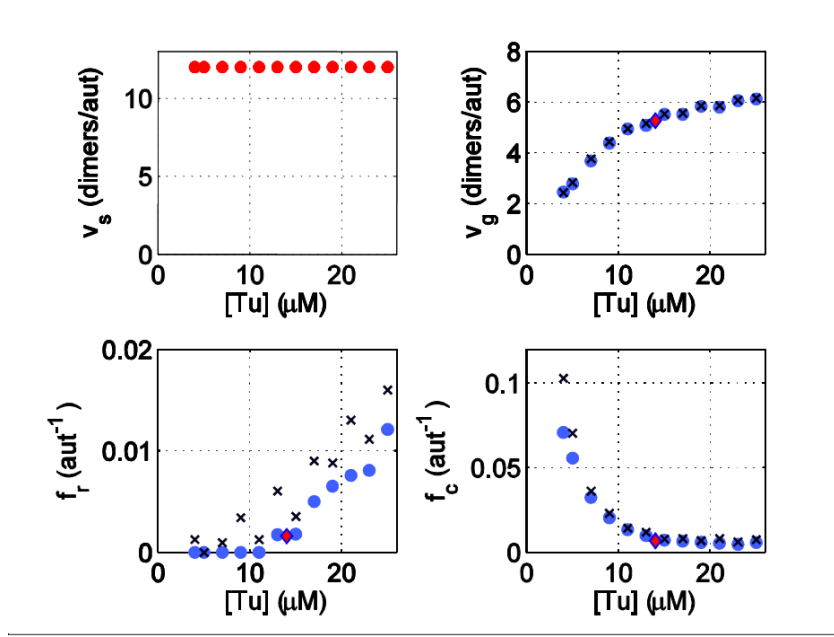 v_s (dimers/aut)
10
5
0
0 10 20
[Tu] (μM)
v_g (dimers/aut)
8
6
4
2
0
0 10 20
[Tu] (μM)
f_r (aut^-1 )
0.02
0.01
0
0 10 20
[Tu] (μM)
f_c (aut^-1 )
0.1
0.05
0
0 10 20
[Tu] (μM)